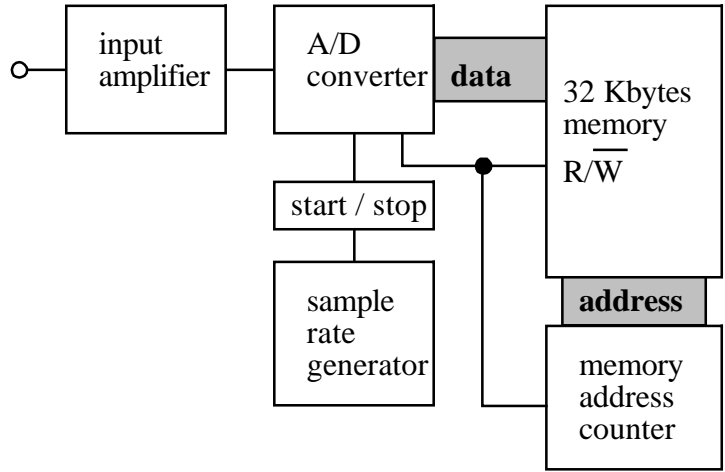 input
amplifier
A/D
converter
data
32 Kbytes
memory
R/W̅
start / stop
sample
rate
generator
address
memory
address
counter